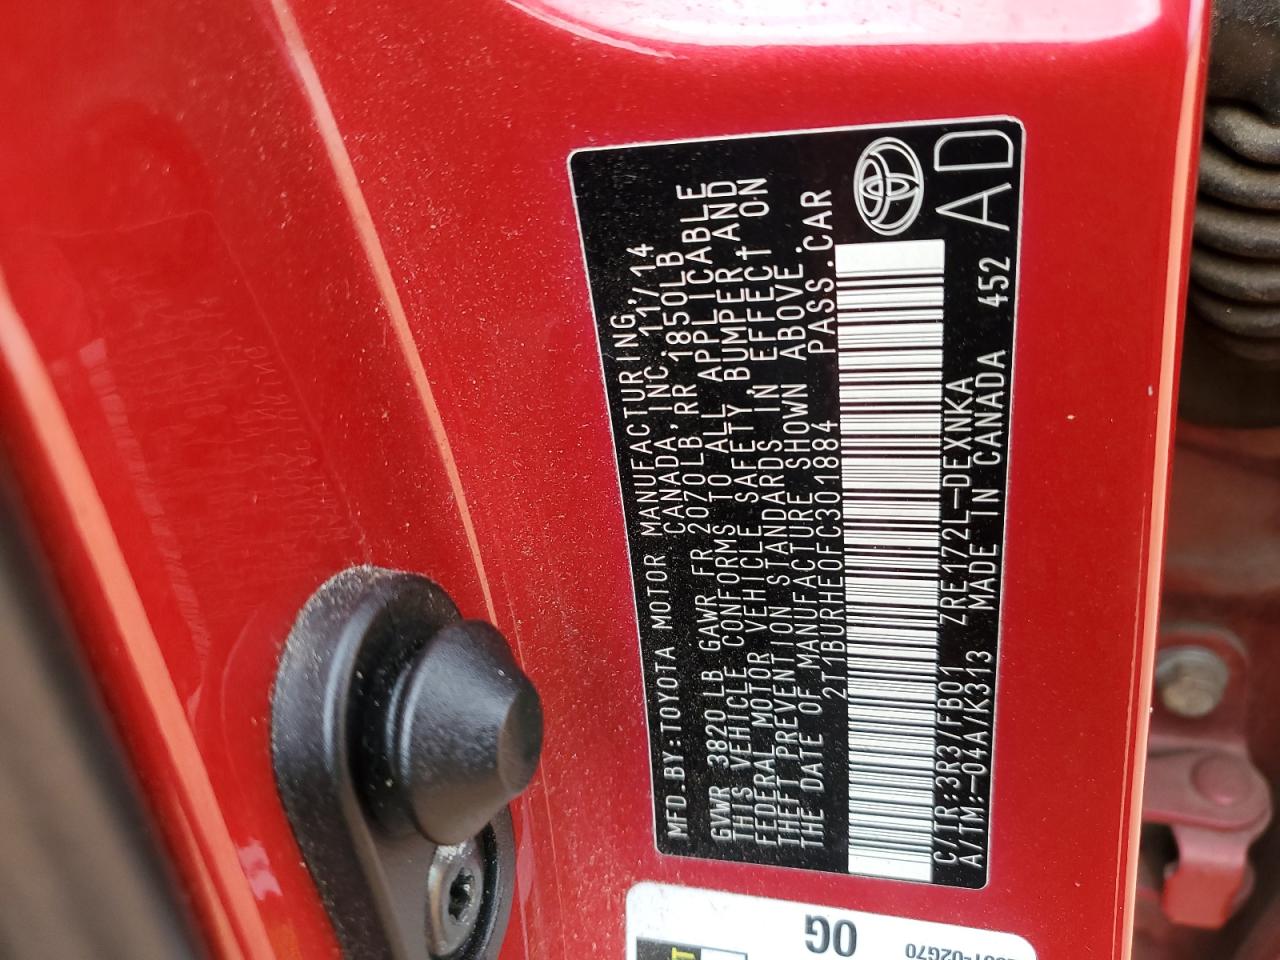 MFD.BY:TOYOTA MOTOR MANUFACTURING,
CANADA, INC. 11/14
GVWR 3820LB GAWR FR 2070LB, RR 1850LB
THIS VEHICLE CONFORMS TO ALL APPLICABLE
FEDERAL MOTOR VEHICLE SAFETY, BUMPER, AND
THEFT PREVENTION STANDARDS IN EFFECT ON
THE DATE OF MANUFACTURE SHOWN ABOVE.
2T1BURHE0FC301884 PASS.CAR
C/TR:3R3/FB01 ZRE172L-DEXNKA
A/TM:-04A/K313 MADE IN CANADA 452
AD
0G